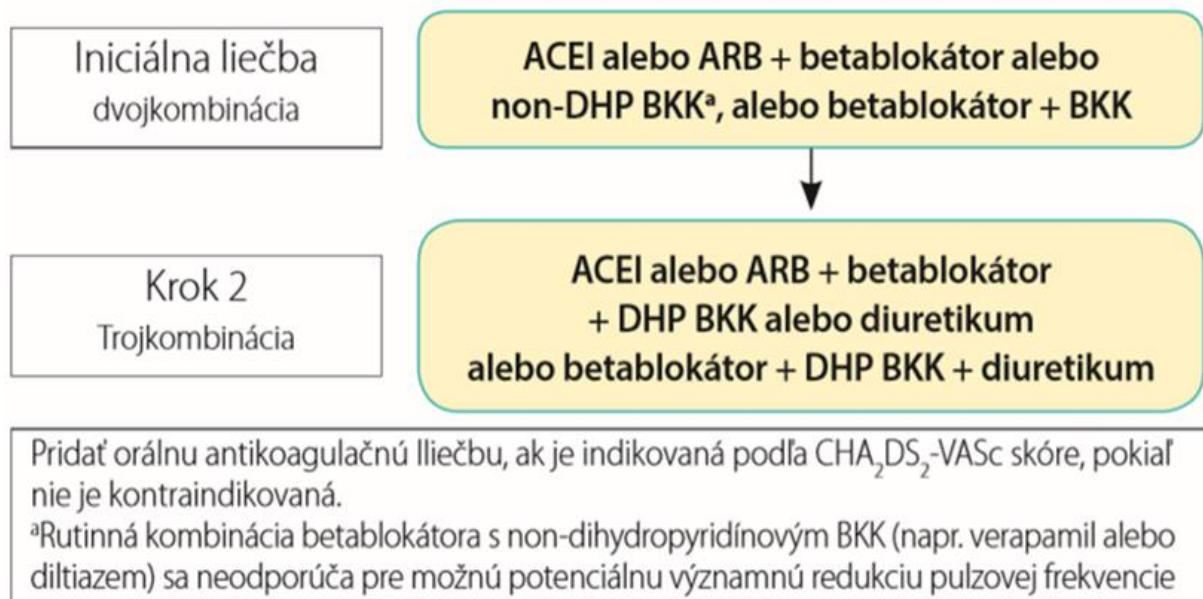 Iniciálna liečba
dvojkombinácia
ACEI alebo ARB + betablokátor alebo
non-DHP BKKᵃ, alebo betablokátor + BKK
Krok 2
Trojkombinácia
ACEI alebo ARB + betablokátor
+ DHP BKK alebo diuretikum
alebo betablokátor + DHP BKK + diuretikum
Pridať orálnu antikoagulačnú lliečbu, ak je indikovaná podľa CHA₂DS₂-VASc skóre, pokiaľ
nie je kontraindikovaná.
ᵃRutinná kombinácia betablokátora s non-dihydropyridínovým BKK (napr. verapamil alebo
diltiazem) sa neodporúča pre možnú potenciálnu významnú redukciu pulzovej frekvencie